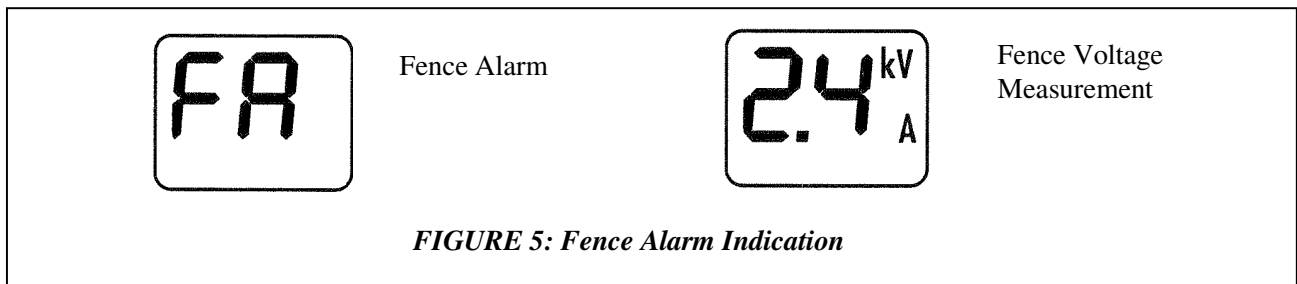 FA
Fence Alarm
2.4 kV
A
Fence Voltage
Measurement
FIGURE 5: Fence Alarm Indication